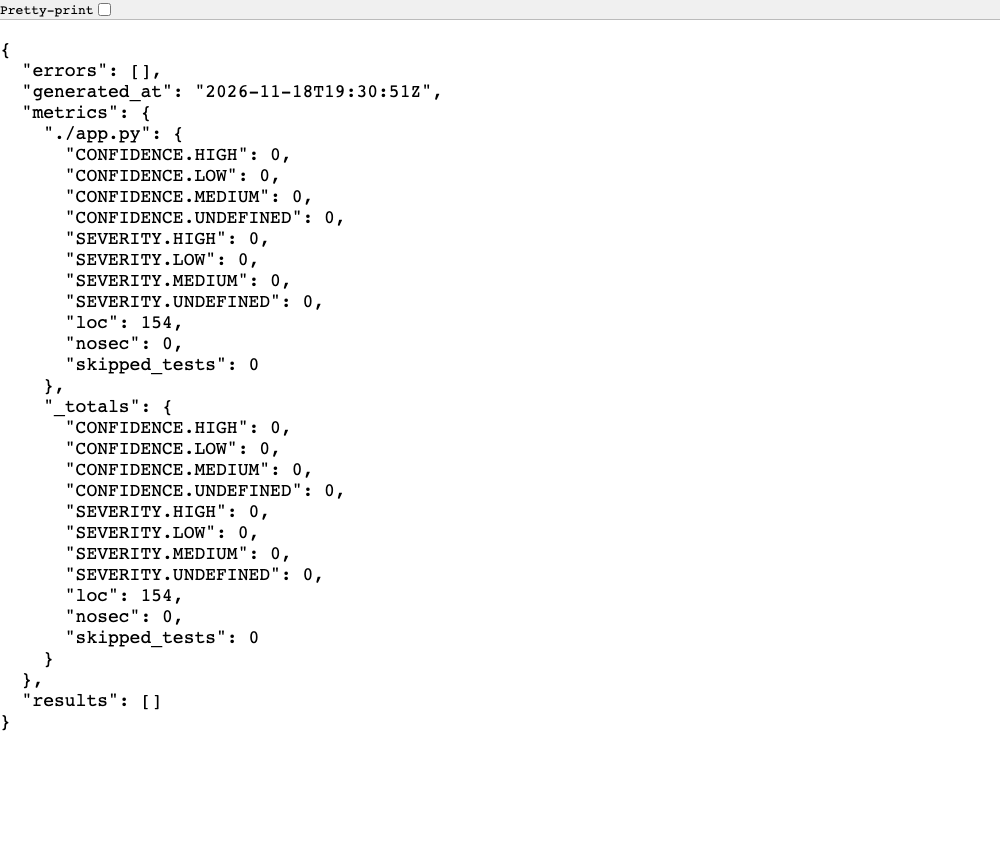 Pretty-print
{
  "errors": [],
  "generated_at": "2026-11-18T19:30:51Z",
  "metrics": {
    "./app.py": {
      "CONFIDENCE.HIGH": 0,
      "CONFIDENCE.LOW": 0,
      "CONFIDENCE.MEDIUM": 0,
      "CONFIDENCE.UNDEFINED": 0,
      "SEVERITY.HIGH": 0,
      "SEVERITY.LOW": 0,
      "SEVERITY.MEDIUM": 0,
      "SEVERITY.UNDEFINED": 0,
      "loc": 154,
      "nosec": 0,
      "skipped_tests": 0
    },
    "_totals": {
      "CONFIDENCE.HIGH": 0,
      "CONFIDENCE.LOW": 0,
      "CONFIDENCE.MEDIUM": 0,
      "CONFIDENCE.UNDEFINED": 0,
      "SEVERITY.HIGH": 0,
      "SEVERITY.LOW": 0,
      "SEVERITY.MEDIUM": 0,
      "SEVERITY.UNDEFINED": 0,
      "loc": 154,
      "nosec": 0,
      "skipped_tests": 0
    }
  },
  "results": []
}